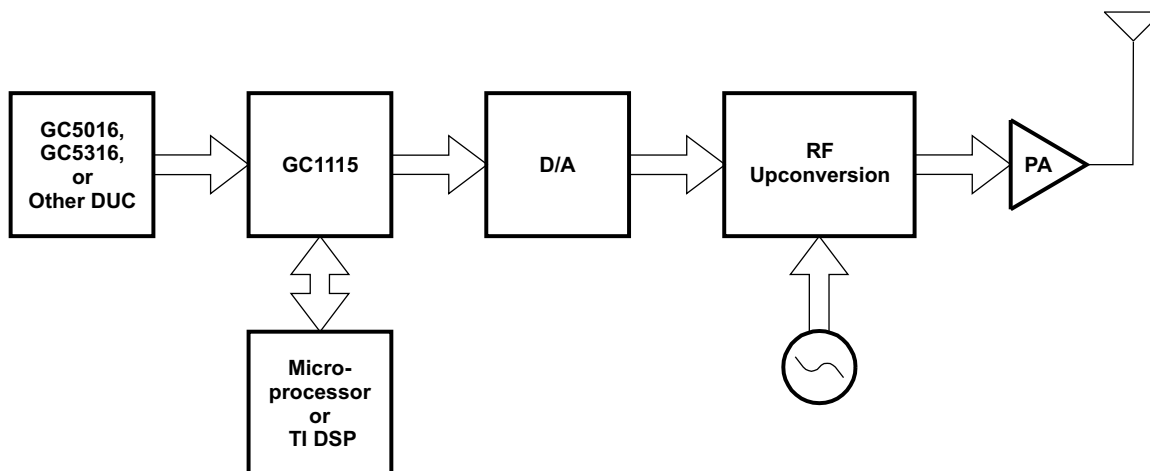 GC5016,
GC5316,
or
Other DUC
GC1115
D/A
RF
Upconversion
PA
Micro-
processor
or
TI DSP